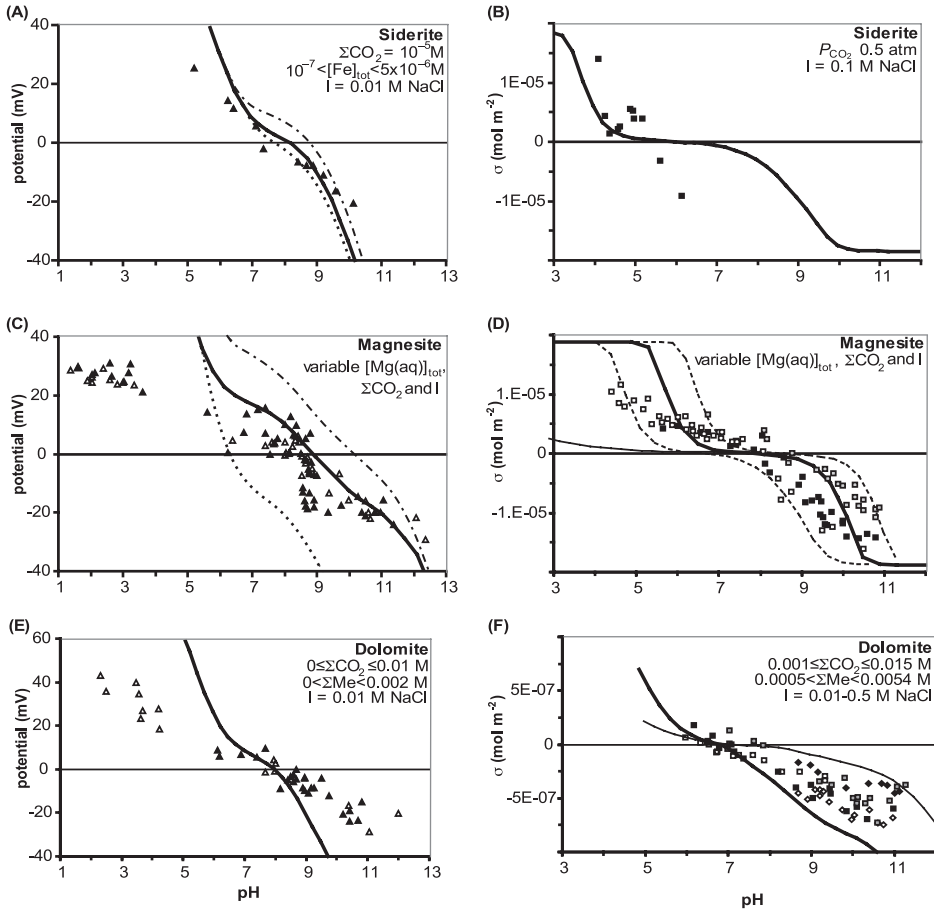 (A)
Siderite
ΣCO₂ = 10⁻⁵M
10⁻⁷<[Fe]tot<5x10⁻⁶M
I = 0.01 M NaCl
potential (mV)
40
20
0
-20
-40
1 3 5 7 9 11 13
(B)
Siderite
PCO₂ 0.5 atm
I = 0.1 M NaCl
σ (mol m⁻²)
1E-05
0
-1E-05
3 5 7 9 11
(C)
Magnesite
variable [Mg(aq)]tot,
ΣCO₂ and I
potential (mV)
40
20
0
-20
-40
1 3 5 7 9 11 13
(D)
Magnesite
variable [Mg(aq)]tot , ΣCO₂ and I
σ (mol m⁻²)
1E-05
0
-1.E-05
3 5 7 9 11
(E)
Dolomite
0≤ΣCO₂≤0.01 M
0<ΣMe<0.002 M
I = 0.01 M NaCl
potential (mV)
60
40
20
0
-20
-40
1 3 5 7 9 11 13
pH
(F)
Dolomite
0.001≤ΣCO₂≤0.015 M
0.0005<ΣMe<0.0054 M
I = 0.01-0.5 M NaCl
σ (mol m⁻²)
5E-07
0
-5E-07
3 5 7 9 11
pH